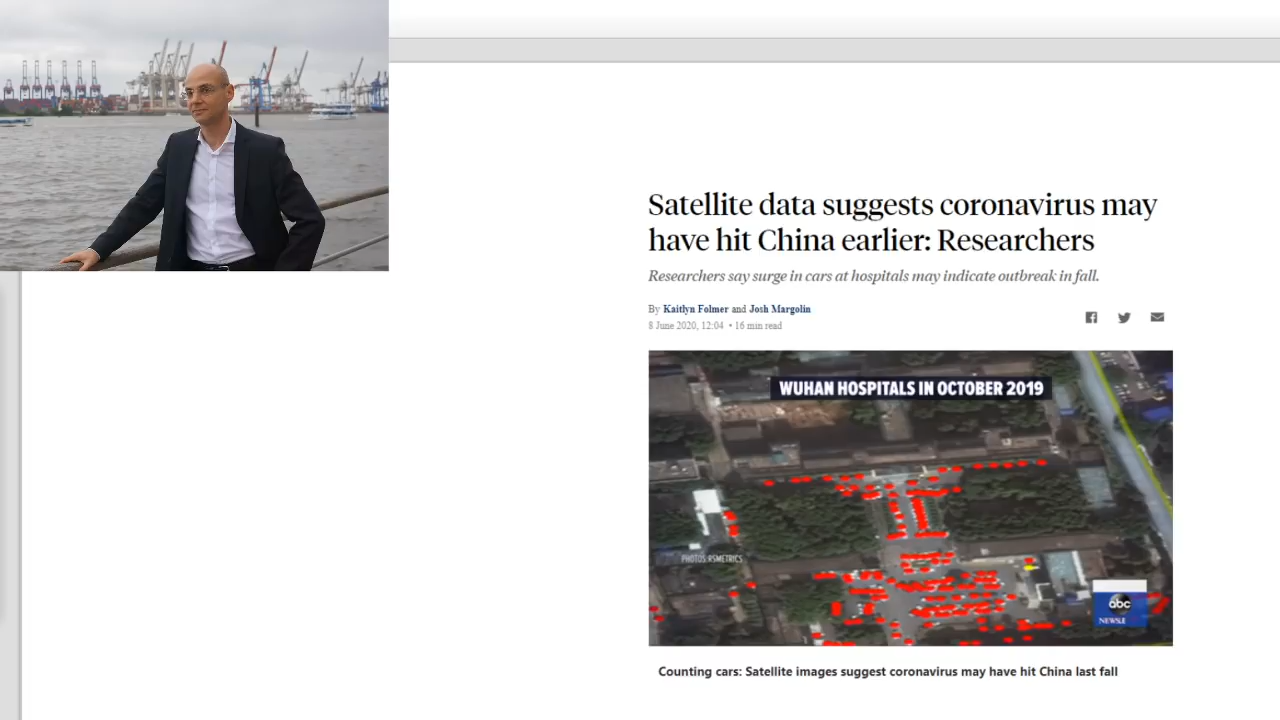 Satellite data suggests coronavirus may
have hit China earlier: Researchers
Researchers say surge in cars at hospitals may indicate outbreak in fall.
By Kaitlyn Folmer and Josh Margolin
8 June 2020, 12:04 • 16 min read
WUHAN HOSPITALS IN OCTOBER 2019
PHOTOS:RSMETRICS
abc
Counting cars: Satellite images suggest coronavirus may have hit China last fall